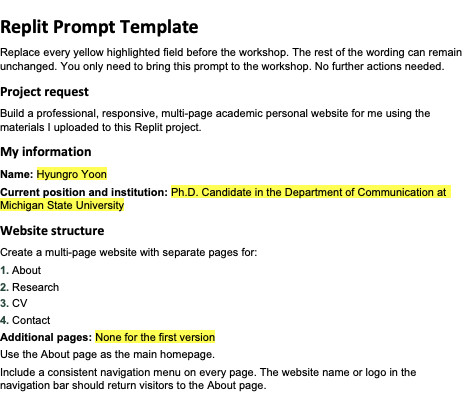 Replit Prompt Template
Replace every yellow highlighted field before the workshop. The rest of the wording can remain
unchanged. You only need to bring this prompt to the workshop. No further actions needed.
Project request
Build a professional, responsive, multi-page academic personal website for me using the
materials I uploaded to this Replit project.
My information
Name: Hyungro Yoon
Current position and institution: Ph.D. Candidate in the Department of Communication at
Michigan State University
Website structure
Create a multi-page website with separate pages for:
1. About
2. Research
3. CV
4. Contact
Additional pages: None for the first version
Use the About page as the main homepage.
Include a consistent navigation menu on every page. The website name or logo in the
navigation bar should return visitors to the About page.